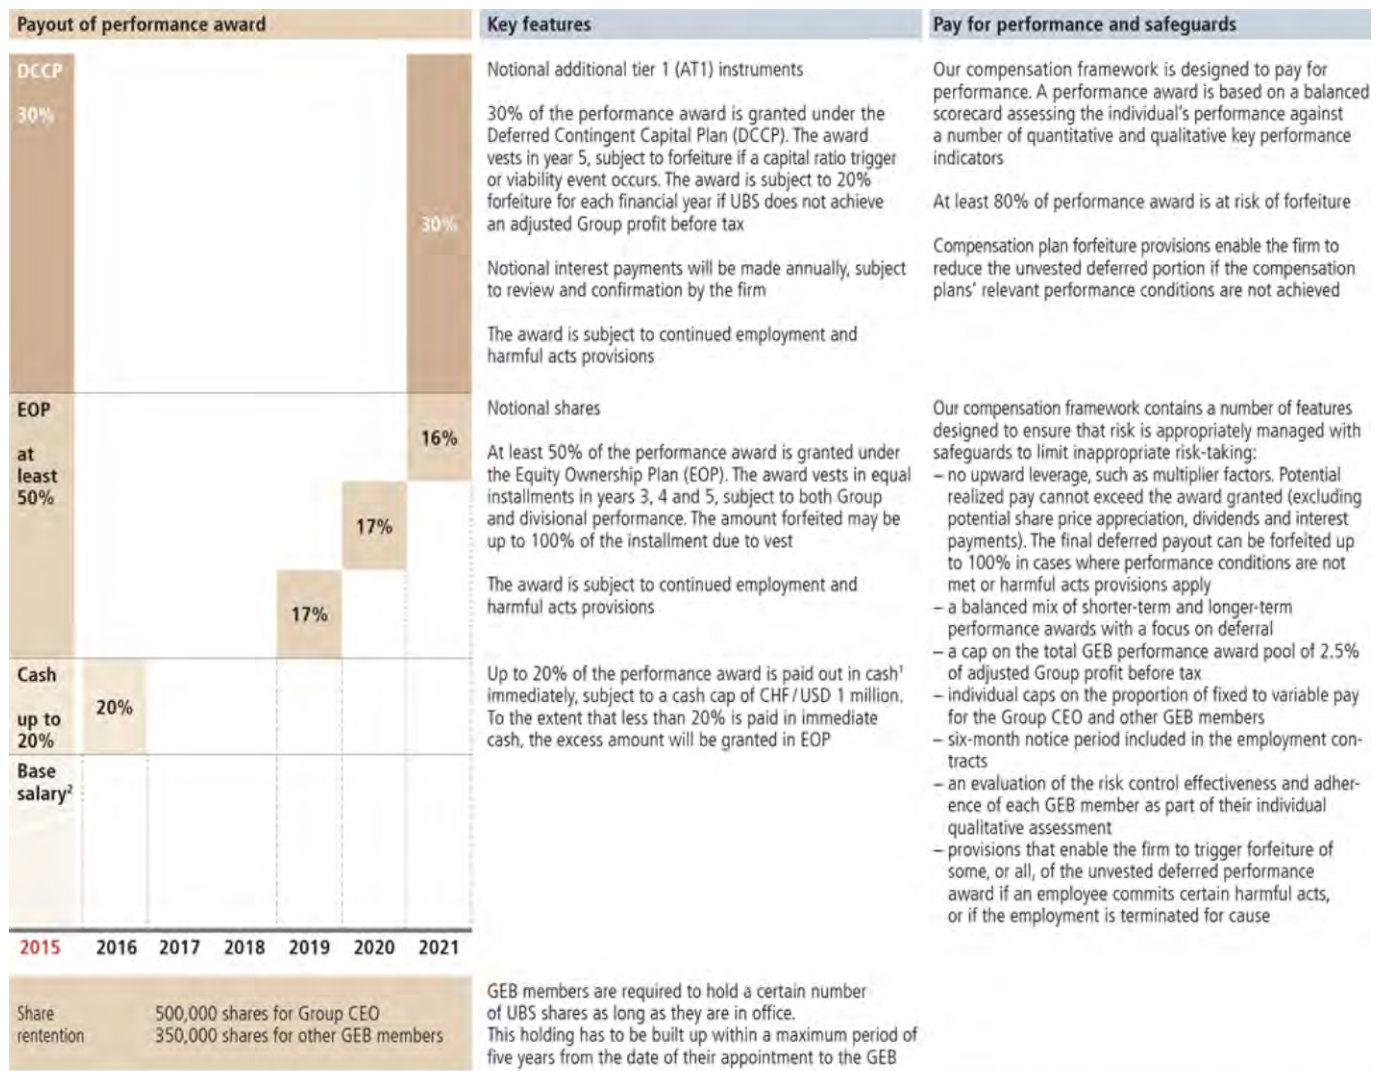 Payout of performance award
DCCP
30%
30%
EOP
at
least
50%
16%
17%
17%
Cash
up to
20%
20%
Base
salary²
2015 2016 2017 2018 2019 2020 2021
Share
rentention
500,000 shares for Group CEO
350,000 shares for other GEB members
Key features
Notional additional tier 1 (AT1) instruments
30% of the performance award is granted under the
Deferred Contingent Capital Plan (DCCP). The award
vests in year 5, subject to forfeiture if a capital ratio trigger
or viability event occurs. The award is subject to 20%
forfeiture for each financial year if UBS does not achieve
an adjusted Group profit before tax
Notional interest payments will be made annually, subject
to review and confirmation by the firm
The award is subject to continued employment and
harmful acts provisions
Notional shares
At least 50% of the performance award is granted under
the Equity Ownership Plan (EOP). The award vests in equal
installments in years 3, 4 and 5, subject to both Group
and divisional performance. The amount forfeited may be
up to 100% of the installment due to vest
The award is subject to continued employment and
harmful acts provisions
Up to 20% of the performance award is paid out in cash¹
immediately, subject to a cash cap of CHF / USD 1 million.
To the extent that less than 20% is paid in immediate
cash, the excess amount will be granted in EOP
GEB members are required to hold a certain number
of UBS shares as long as they are in office.
This holding has to be built up within a maximum period of
five years from the date of their appointment to the GEB
Pay for performance and safeguards
Our compensation framework is designed to pay for
performance. A performance award is based on a balanced
scorecard assessing the individual's performance against
a number of quantitative and qualitative key performance
indicators
At least 80% of performance award is at risk of forfeiture
Compensation plan forfeiture provisions enable the firm to
reduce the unvested deferred portion if the compensation
plans' relevant performance conditions are not achieved
Our compensation framework contains a number of features
designed to ensure that risk is appropriately managed with
safeguards to limit inappropriate risk-taking:
– no upward leverage, such as multiplier factors. Potential
realized pay cannot exceed the award granted (excluding
potential share price appreciation, dividends and interest
payments). The final deferred payout can be forfeited up
to 100% in cases where performance conditions are not
met or harmful acts provisions apply
– a balanced mix of shorter-term and longer-term
performance awards with a focus on deferral
– a cap on the total GEB performance award pool of 2.5%
of adjusted Group profit before tax
– individual caps on the proportion of fixed to variable pay
for the Group CEO and other GEB members
– six-month notice period included in the employment con-
tracts
– an evaluation of the risk control effectiveness and adher-
ence of each GEB member as part of their individual
qualitative assessment
– provisions that enable the firm to trigger forfeiture of
some, or all, of the unvested deferred performance
award if an employee commits certain harmful acts,
or if the employment is terminated for cause